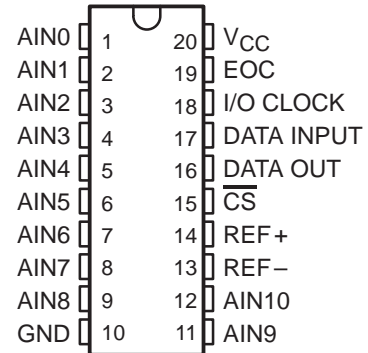 AIN0 1 20 VCC
AIN1 2 19 EOC
AIN2 3 18 I/O CLOCK
AIN3 4 17 DATA INPUT
AIN4 5 16 DATA OUT
AIN5 6 15 C̅S̅
AIN6 7 14 REF+
AIN7 8 13 REF–
AIN8 9 12 AIN10
GND 10 11 AIN9